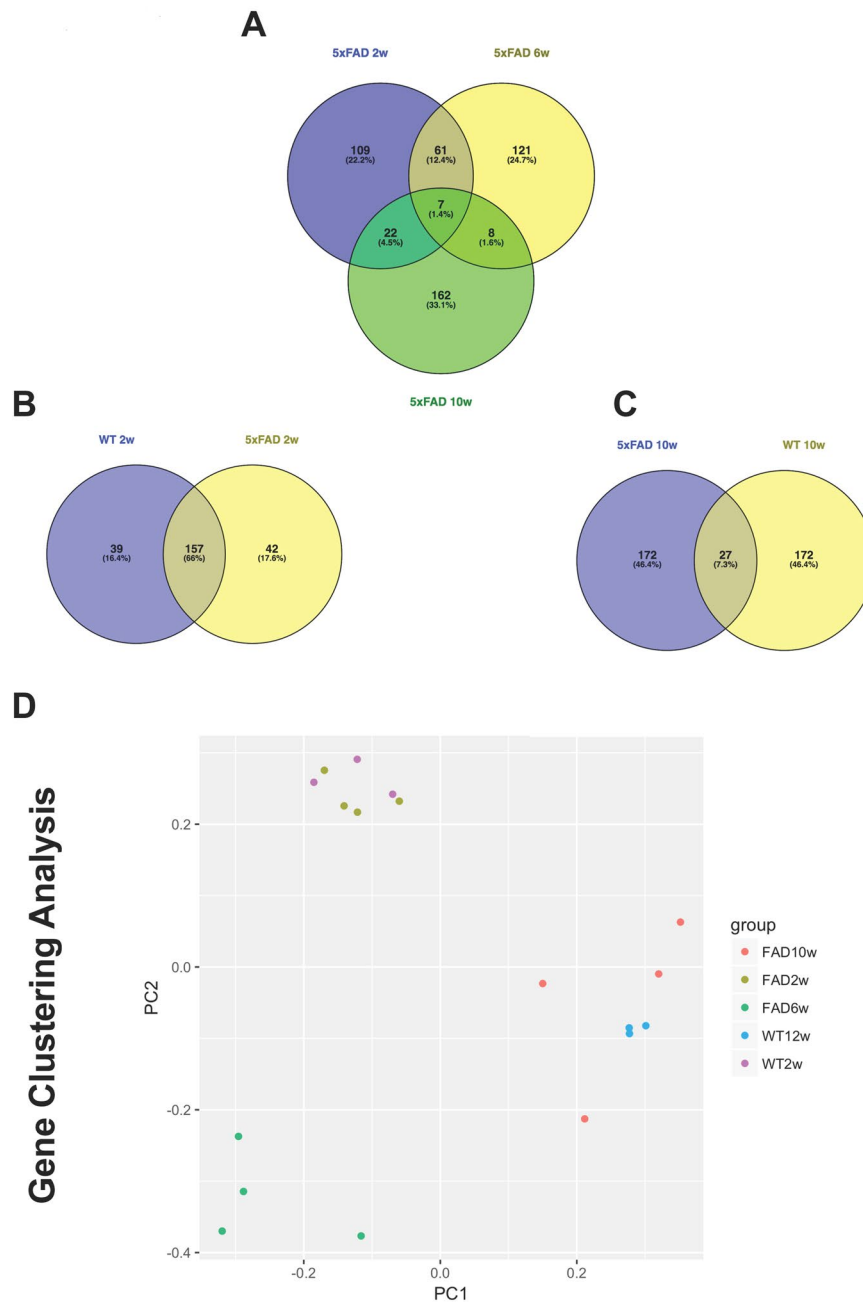 A
5xFAD 2w
5xFAD 6w
109
(22.2%)
61
(12.4%)
121
(24.7%)
7
(1.4%)
22
(4.5%)
8
(1.6%)
162
(33.1%)
5xFAD 10w
B
WT 2w
5xFAD 2w
39
(16.4%)
157
(66%)
42
(17.6%)
C
5xFAD 10w
WT 10w
172
(46.4%)
27
(7.3%)
172
(46.4%)
D
Gene Clustering Analysis
PC2
0.2
0.0
-0.2
-0.4
-0.2
0.0
0.2
PC1
group
FAD10w
FAD2w
FAD6w
WT12w
WT2w